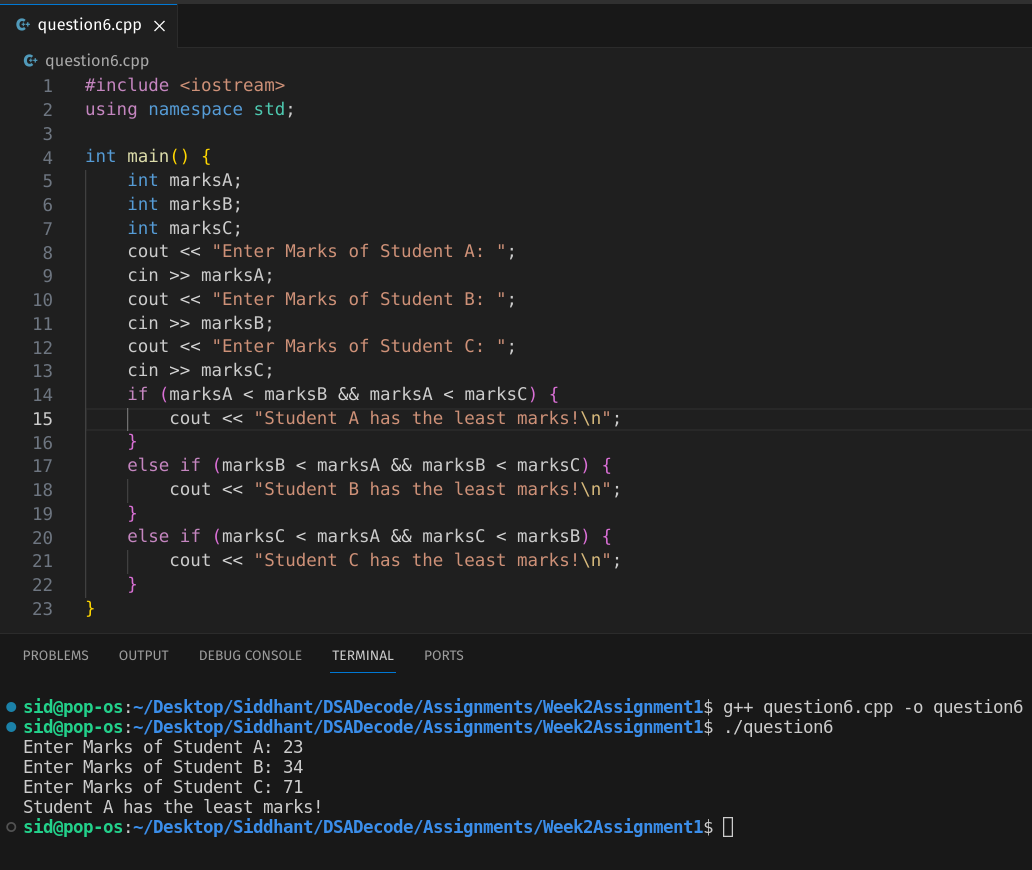 question6.cpp
question6.cpp
1 #include <iostream>
2 using namespace std;
3
4 int main() {
5     int marksA;
6     int marksB;
7     int marksC;
8     cout << "Enter Marks of Student A: ";
9     cin >> marksA;
10     cout << "Enter Marks of Student B: ";
11     cin >> marksB;
12     cout << "Enter Marks of Student C: ";
13     cin >> marksC;
14     if (marksA < marksB && marksA < marksC) {
15         cout << "Student A has the least marks!\n";
16     }
17     else if (marksB < marksA && marksB < marksC) {
18         cout << "Student B has the least marks!\n";
19     }
20     else if (marksC < marksA && marksC < marksB) {
21         cout << "Student C has the least marks!\n";
22     }
23 }
PROBLEMS OUTPUT DEBUG CONSOLE TERMINAL PORTS
sid@pop-os:~/Desktop/Siddhant/DSADecode/Assignments/Week2Assignment1$ g++ question6.cpp -o question6
sid@pop-os:~/Desktop/Siddhant/DSADecode/Assignments/Week2Assignment1$ ./question6
Enter Marks of Student A: 23
Enter Marks of Student B: 34
Enter Marks of Student C: 71
Student A has the least marks!
sid@pop-os:~/Desktop/Siddhant/DSADecode/Assignments/Week2Assignment1$